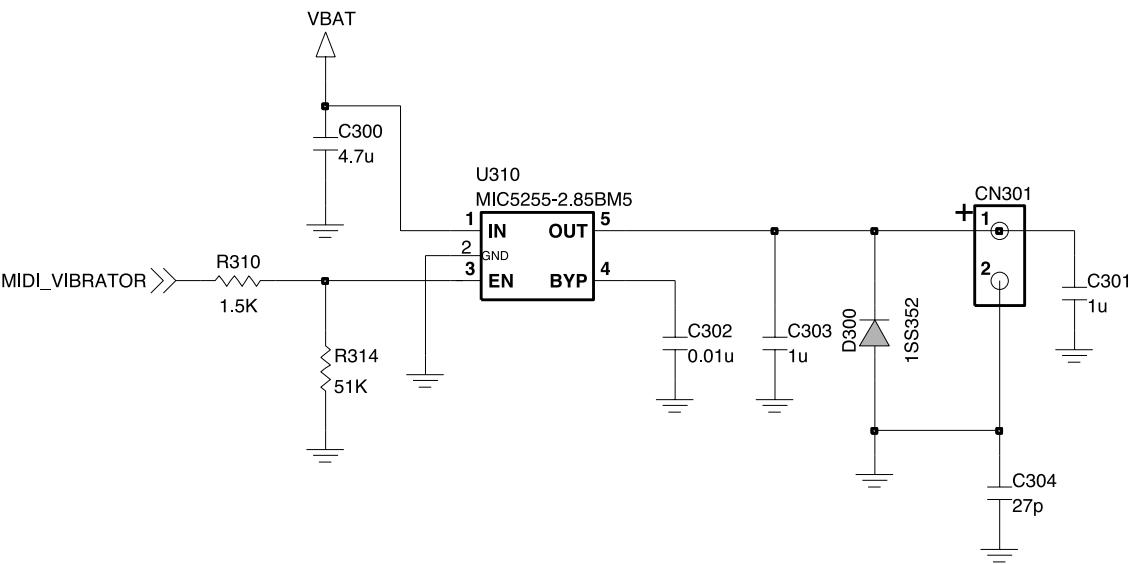 VBAT
C300
4.7u
U310
MIC5255-2.85BM5
1
IN
OUT
5
2
GND
3
EN
BYP
4
MIDI_VIBRATOR
R310
1.5K
R314
51K
C302
0.01u
C303
1u
D300
1SS352
CN301
+
1
2
C301
1u
C304
27p